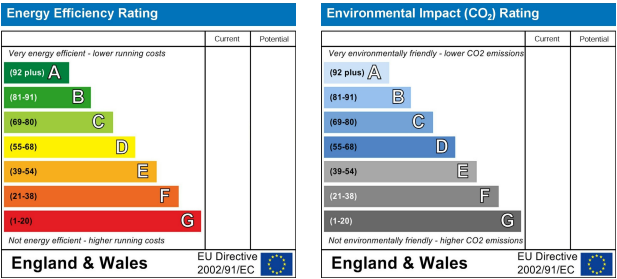 Energy Efficiency Rating
Current Potential
Very energy efficient - lower running costs
(92 plus) A
(81-91) B
(69-80) C
(55-68) D
(39-54) E
(21-38) F
(1-20) G
Not energy efficient - higher running costs
England & Wales
EU Directive
2002/91/EC
Environmental Impact (CO₂) Rating
Current Potential
Very environmentally friendly - lower CO2 emissions
(92 plus) A
(81-91) B
(69-80) C
(55-68) D
(39-54) E
(21-38) F
(1-20) G
Not environmentally friendly - higher CO2 emissions
England & Wales
EU Directive
2002/91/EC